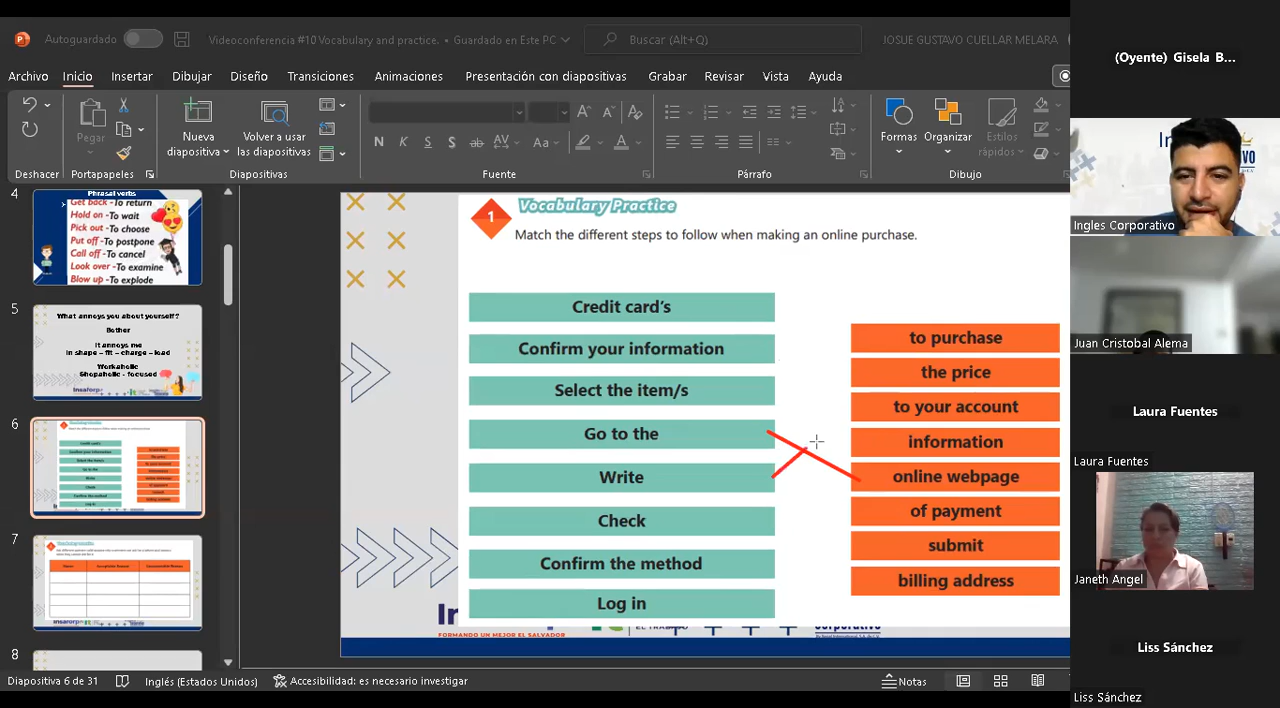 Autoguardado
Videoconferencia #10 Vocabulary and practice. • Guardado en Este PC
Buscar (Alt+Q)
IOSUE GUSTAVO CUELLAR MELARA
Archivo Inicio Insertar Dibujar Diseño Transiciones Animaciones Presentación con diapositivas Grabar Revisar Vista Ayuda
Pegar
Nueva diapositiva
Volver a usar las diapositivas
N K S ab AV Aa A
Formas
Organizar
Estilos rápidos
Deshacer Portapapeles Diapositivas Fuente Párrafo Dibujo
4
Phrasal verbs
Get back -To return
Hold on -To wait
Pick out -To choose
Put off -To postpone
Call off -To cancel
Look over -To examine
Blow up -To explode
5
What annoys you about yourself?
Bother
It annoys me
In shape – fit – charge – load
Workaholic
Shopaholic - focused
6
7
8
1
Vocabulary Practice
Match the different steps to follow when making an online purchase.
Credit card's
Confirm your information
Select the item/s
Go to the
Write
Check
Confirm the method
Log in
to purchase
the price
to your account
information
online webpage
of payment
submit
billing address
FORMANDO UN MEJOR EL SALVADOR
Diapositiva 6 de 31
Inglés (Estados Unidos)
Accesibilidad: es necesario investigar
Notas
(Oyente) Gisela B...
Ingles Corporativo
Juan Cristobal Alema
Laura Fuentes
Laura Fuentes
Janeth Angel
Liss Sánchez
Liss Sánchez